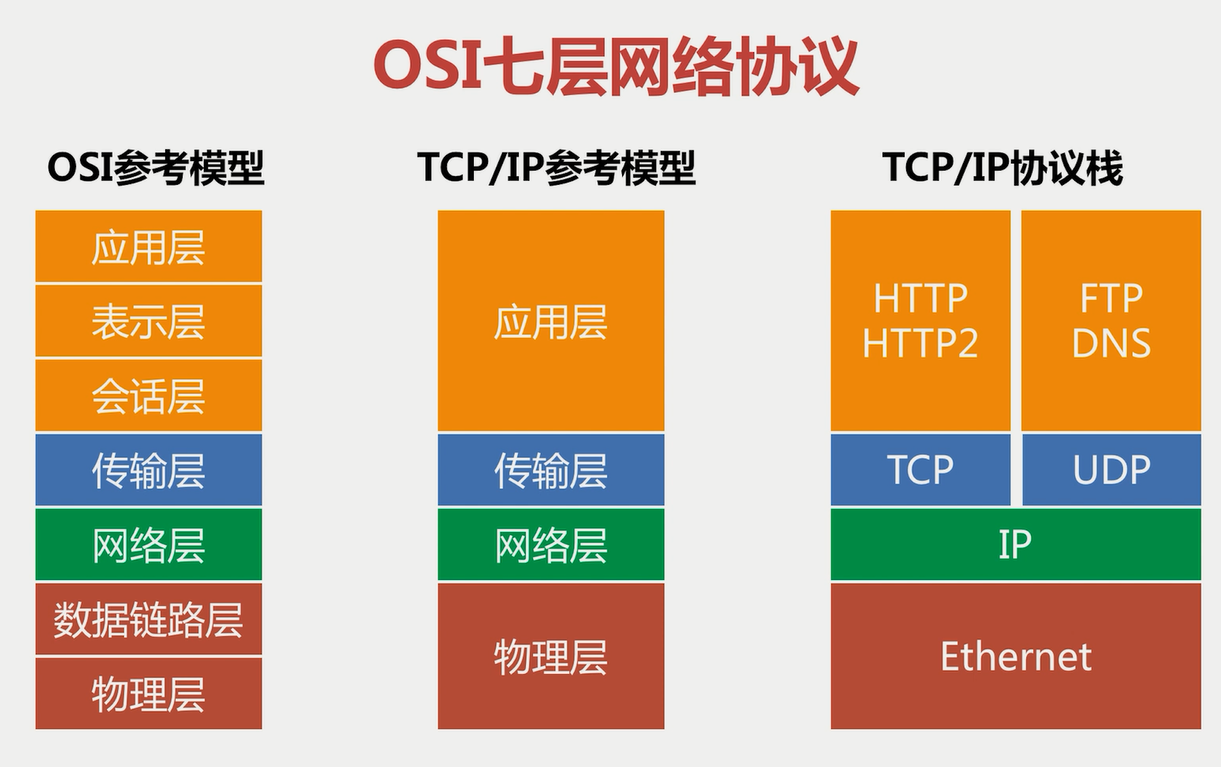 OSI七层网络协议
OSI参考模型
应用层
表示层
会话层
传输层
网络层
数据链路层
物理层
TCP/IP参考模型
应用层
传输层
网络层
物理层
TCP/IP协议栈
HTTP
HTTP2
FTP
DNS
TCP
UDP
IP
Ethernet